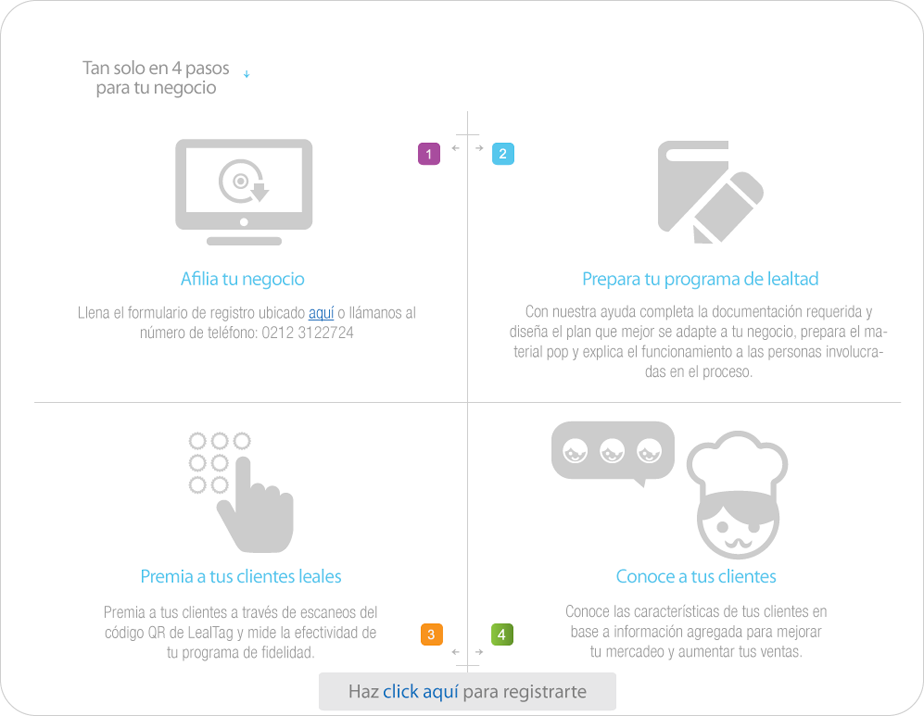 Tan solo en 4 pasos
para tu negocio
1
2
Afilia tu negocio
Llena el formulario de registro ubicado aquí o llámanos al
número de teléfono: 0212 3122724
Prepara tu programa de lealtad
Con nuestra ayuda completa la documentación requerida y
diseña el plan que mejor se adapte a tu negocio, prepara el ma-
terial pop y explica el funcionamiento a las personas involucra-
das en el proceso.
Premia a tus clientes leales
Premia a tus clientes a través de escaneos del
código QR de LealTag y mide la efectividad de
tu programa de fidelidad.
3
4
Conoce a tus clientes
Conoce las características de tus clientes en
base a información agregada para mejorar
tu mercadeo y aumentar tus ventas.
Haz click aquí para registrarte